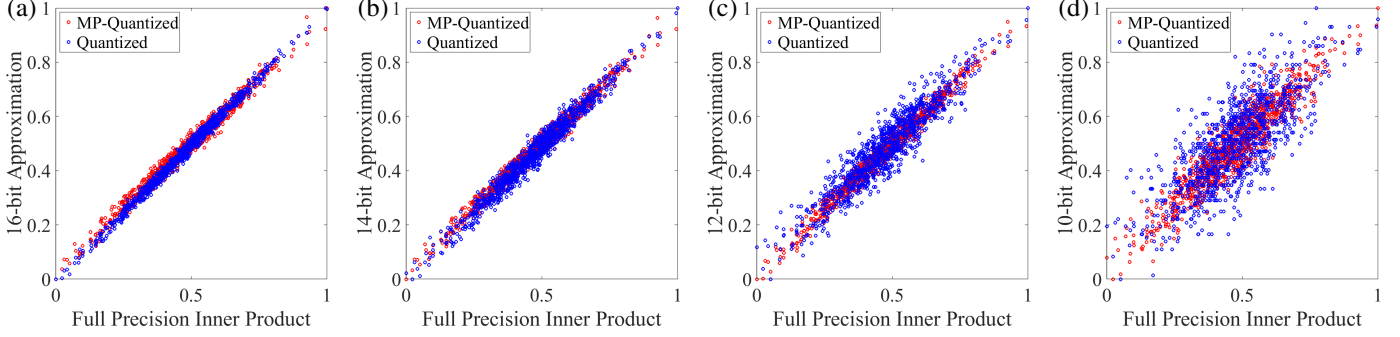 (a)
MP-Quantized
Quantized
16-bit Approximation
1
0.8
0.6
0.4
0.2
0
0
0.5
1
Full Precision Inner Product
(b)
MP-Quantized
Quantized
14-bit Approximation
1
0.8
0.6
0.4
0.2
0
0
0.5
1
Full Precision Inner Product
(c)
MP-Quantized
Quantized
12-bit Approximation
1
0.8
0.6
0.4
0.2
0
0
0.5
1
Full Precision Inner Product
(d)
MP-Quantized
Quantized
10-bit Approximation
1
0.8
0.6
0.4
0.2
0
0
0.5
1
Full Precision Inner Product